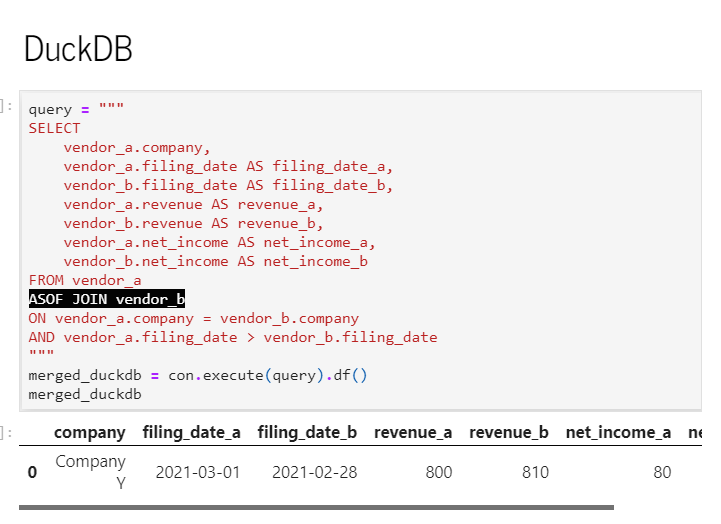 DuckDB
]:
query = """
SELECT
    vendor_a.company,
    vendor_a.filing_date AS filing_date_a,
    vendor_b.filing_date AS filing_date_b,
    vendor_a.revenue AS revenue_a,
    vendor_b.revenue AS revenue_b,
    vendor_a.net_income AS net_income_a,
    vendor_b.net_income AS net_income_b
FROM vendor_a
ASOF JOIN vendor_b
ON vendor_a.company = vendor_b.company
AND vendor_a.filing_date > vendor_b.filing_date
"""
merged_duckdb = con.execute(query).df()
merged_duckdb
]:
company filing_date_a filing_date_b revenue_a revenue_b net_income_a
0 Company Y 2021-03-01 2021-02-28 800 810 80